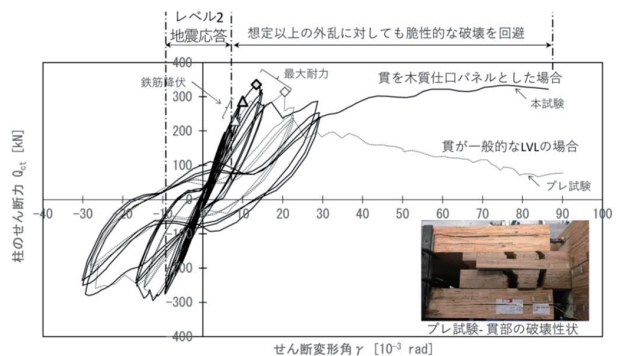 レベル2
地震応答
想定以上の外乱に対しても脆性的な破壊を回避
400
300
200
100
0
-100
-200
-300
-400
-40
-30
-20
-10
10
20
30
40
50
60
70
80
90
100
柱のせん断力 Qct [kN]
鉄筋降伏
最大耐力
貫を木質仕口パネルとした場合
本試験
貫が一般的なLVLの場合
プレ試験
プレ試験-貫部の破壊性状
せん断変形角γ [10⁻³ rad]